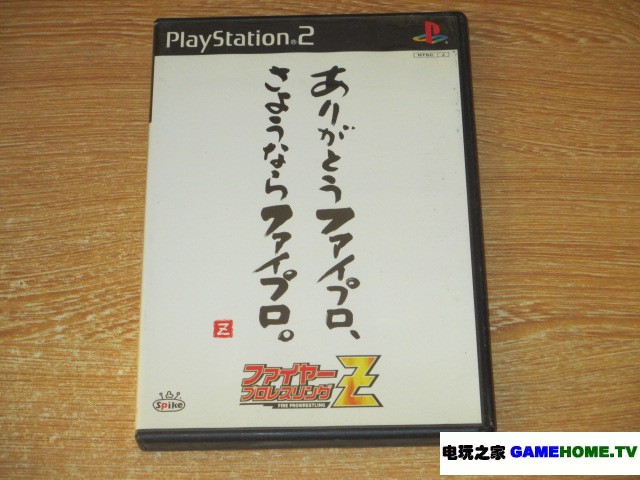 PlayStation®2
NTSC J
ありがとうファイプロ、
さようならファイプロ。
Z
ファイヤー
プロレスリング
Z
FIRE PROWRESTLING
Spike
电玩之家 GAMEHOME.TV